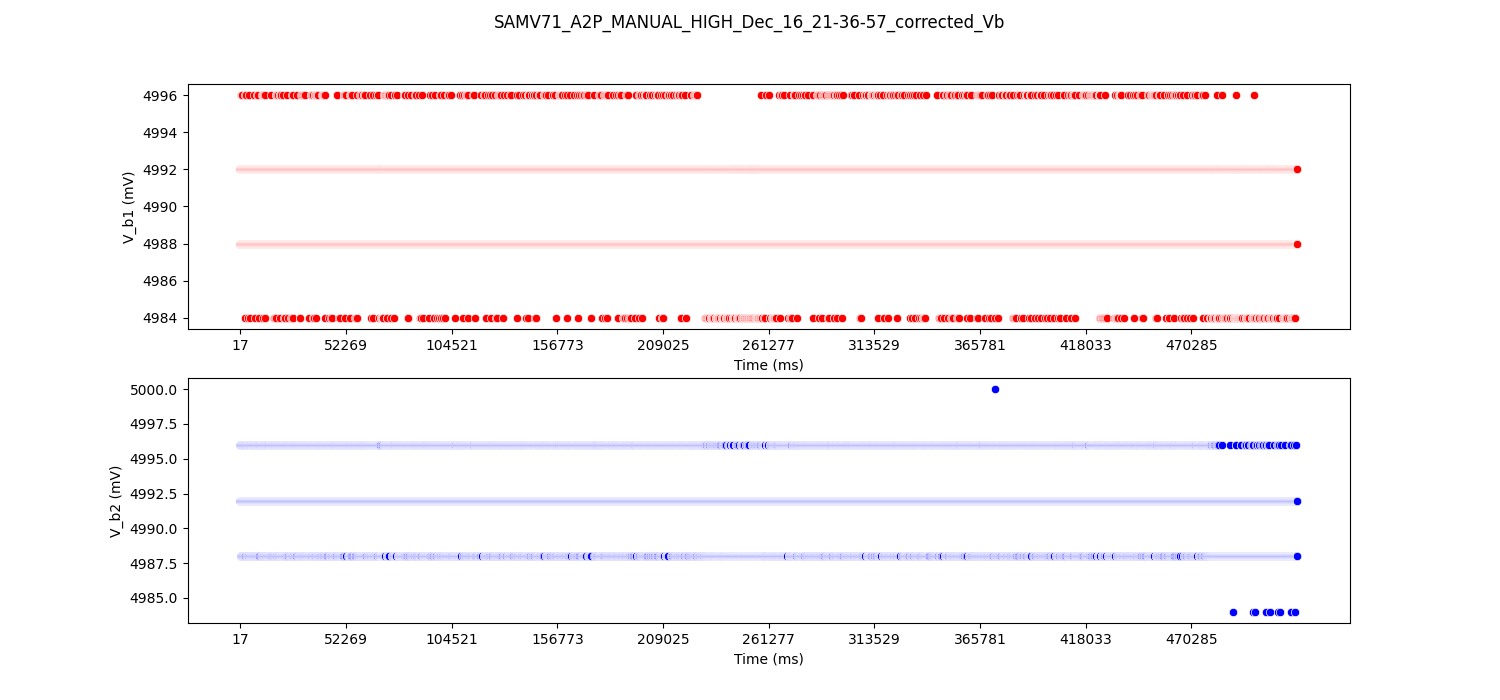 SAMV71_A2P_MANUAL_HIGH_Dec_16_21-36-57_corrected_Vb
V_b1 (mV)
4996
4994
4992
4990
4988
4986
4984
17 52269 104521 156773 209025 261277 313529 365781 418033 470285
Time (ms)
V_b2 (mV)
5000.0
4997.5
4995.0
4992.5
4990.0
4987.5
4985.0
17 52269 104521 156773 209025 261277 313529 365781 418033 470285
Time (ms)